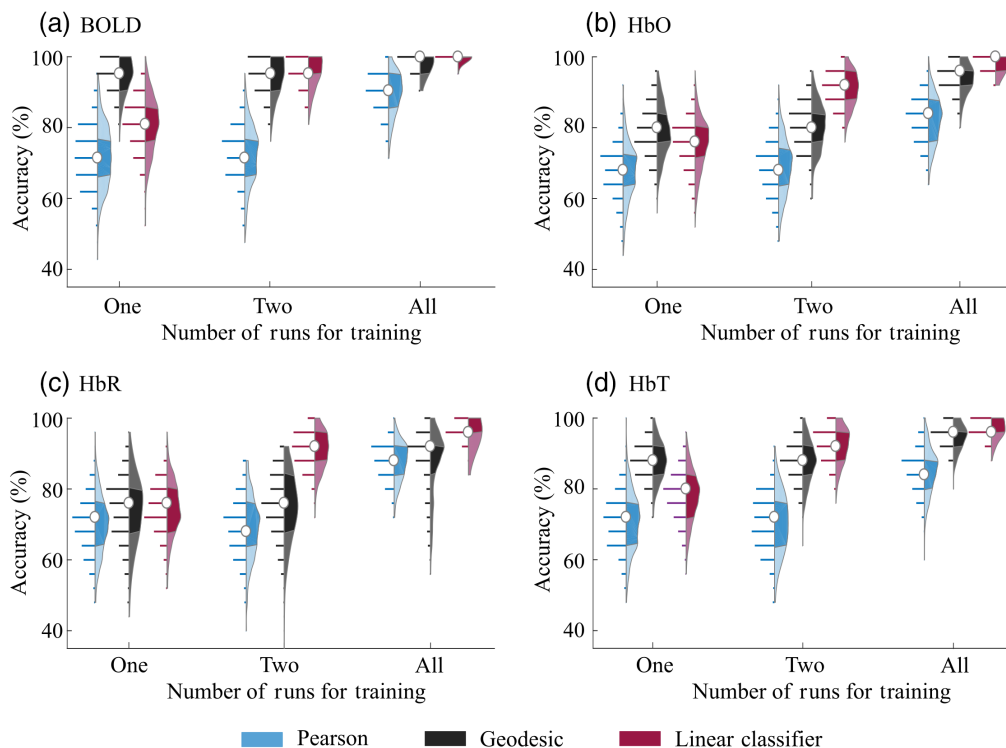 (a) BOLD
Accuracy (%)
100
80
60
40
One Two All
Number of runs for training
(b) HbO
Accuracy (%)
100
80
60
40
One Two All
Number of runs for training
(c) HbR
Accuracy (%)
100
80
60
40
One Two All
Number of runs for training
(d) HbT
Accuracy (%)
100
80
60
40
One Two All
Number of runs for training
Pearson Geodesic Linear classifier